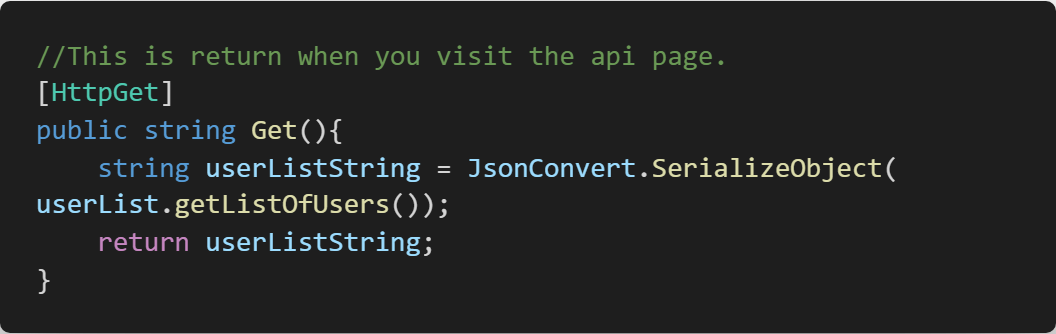 //This is return when you visit the api page.
[HttpGet]
public string Get(){
    string userListString = JsonConvert.SerializeObject(
userList.getListOfUsers());
    return userListString;
}